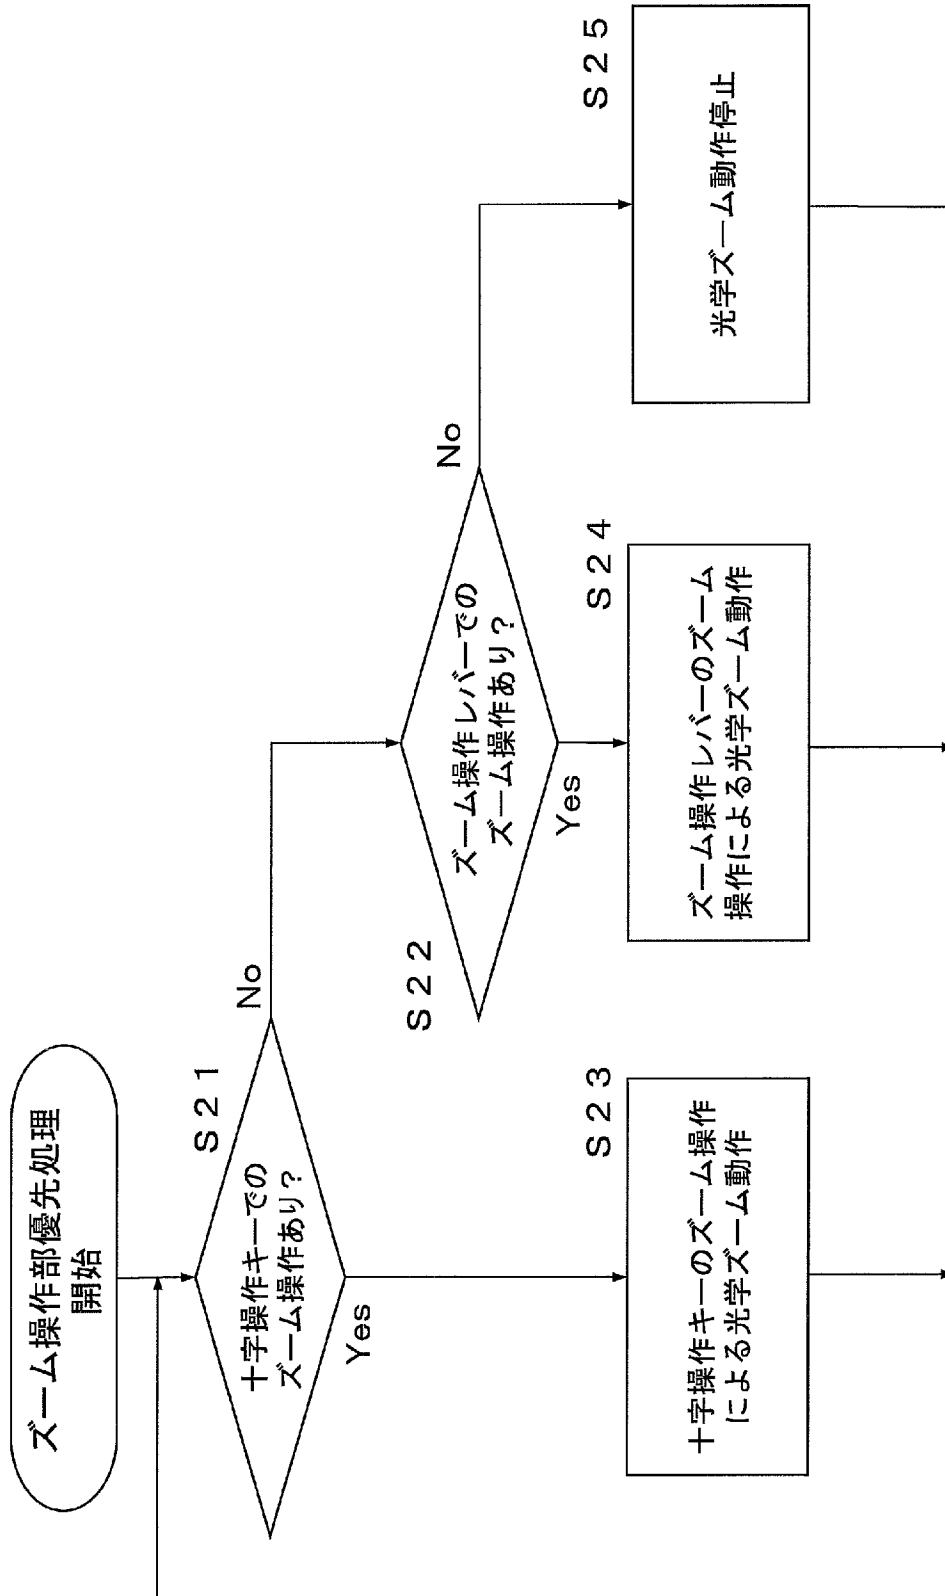 ズーム操作部優先処理
開始
S21
十字操作キーでの
ズーム操作あり?
No
Yes
S22
ズーム操作レバーでの
ズーム操作あり?
No
Yes
S23
十字操作キーのズーム操作
による光学ズーム動作
S24
ズーム操作レバーのズーム
操作による光学ズーム動作
S25
光学ズーム動作停止